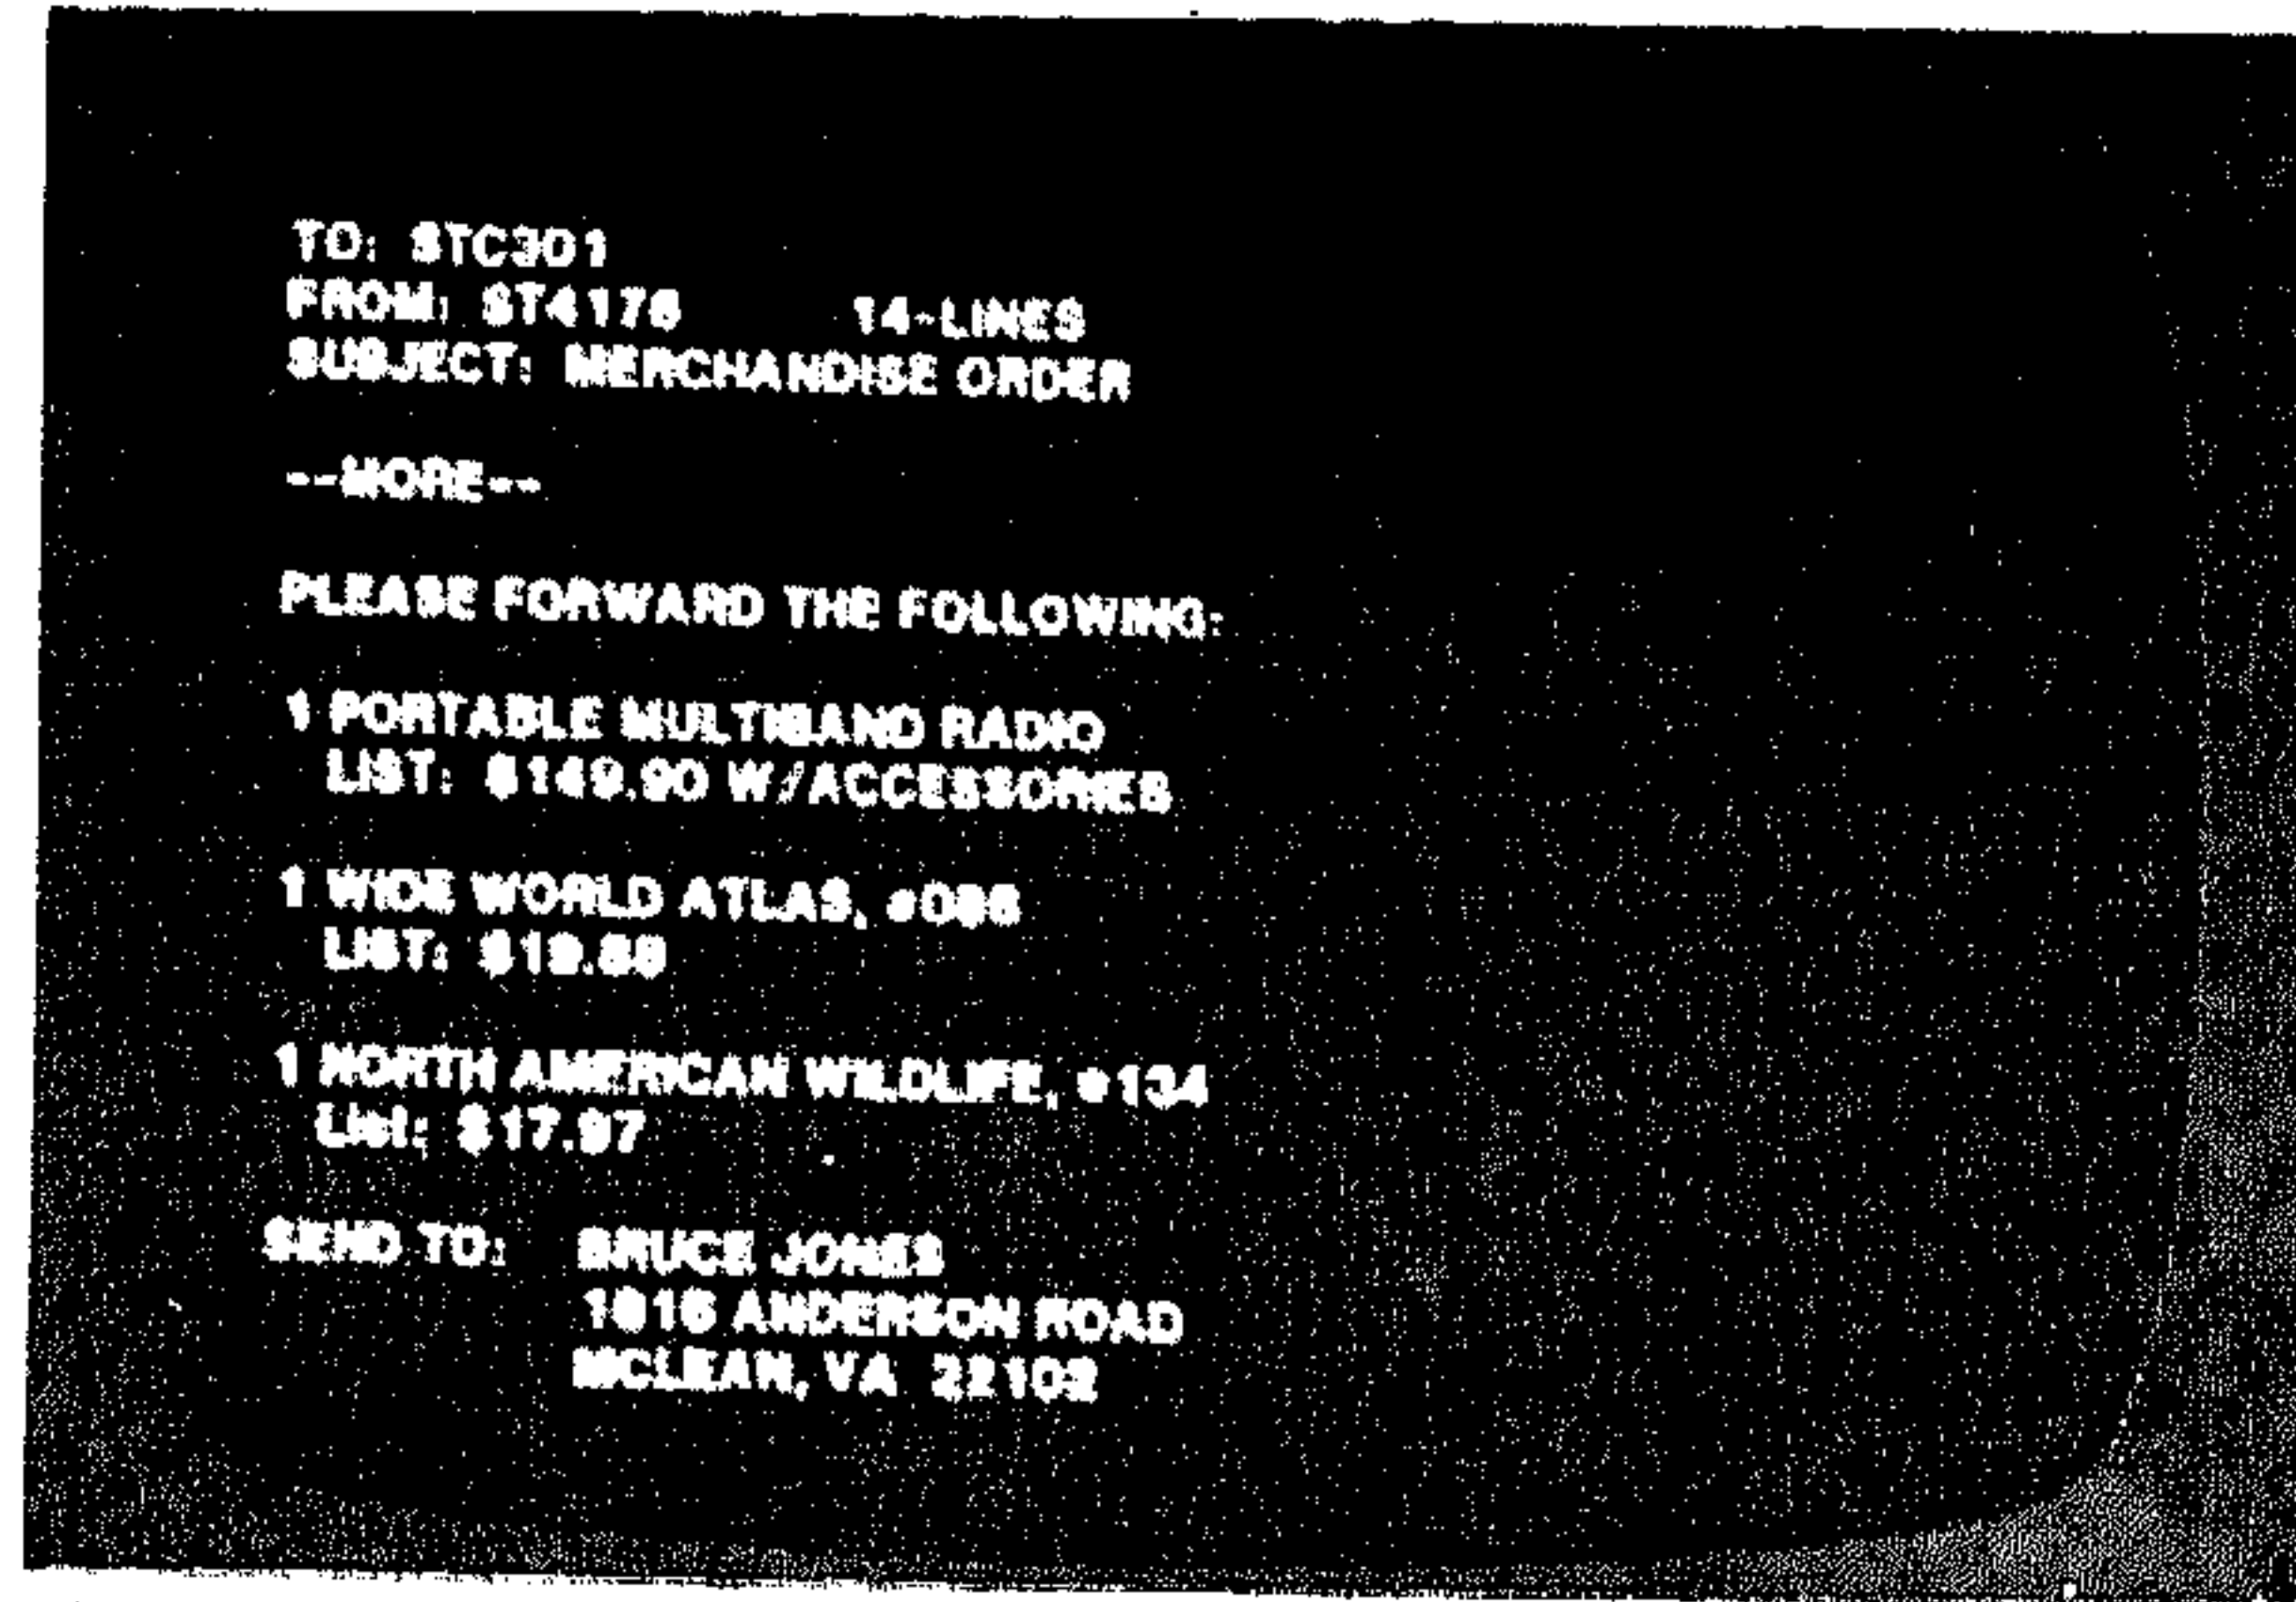 TO: STC301
FROM: ST4176 14-LINES
SUBJECT: MERCHANDISE ORDER
--MORE--
PLEASE FORWARD THE FOLLOWING:
1 PORTABLE MULTIBAND RADIO
LIST: $149.90 W/ACCESSORIES
1 WIDE WORLD ATLAS,
LIST:
1 NORTH AMERICAN WILDLIFE, #134
List: $17.97
SEND TO: BRUCE JONES
ANDERSON ROAD
MCLEAN, VA 22102